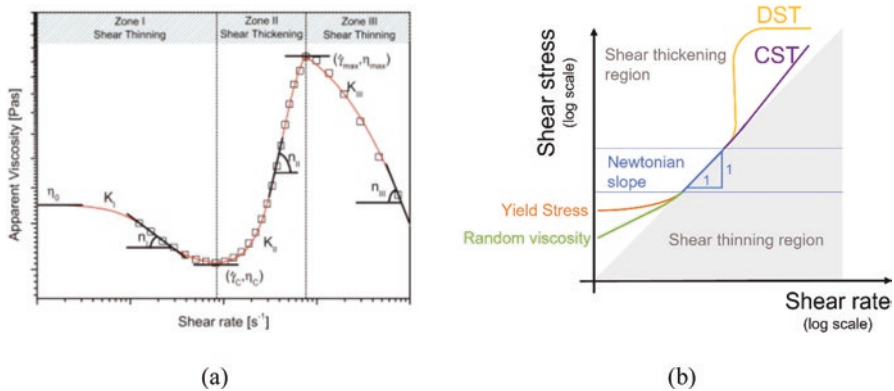 Zone I
Shear Thinning
Zone II
Shear Thickening
Zone III
Shear Thinning
Apparent Viscosity [Pas]
(γ̇max,ηmax)
KIII
nII
nIII
η0
KI
nI
KII
(γ̇C,ηC)
Shear rate [s-1]
(a)
DST
CST
Shear stress
(log scale)
Shear thickening
region
Newtonian
slope
1
1
Yield Stress
Random viscosity
Shear thinning region
Shear rate
(log scale)
(b)